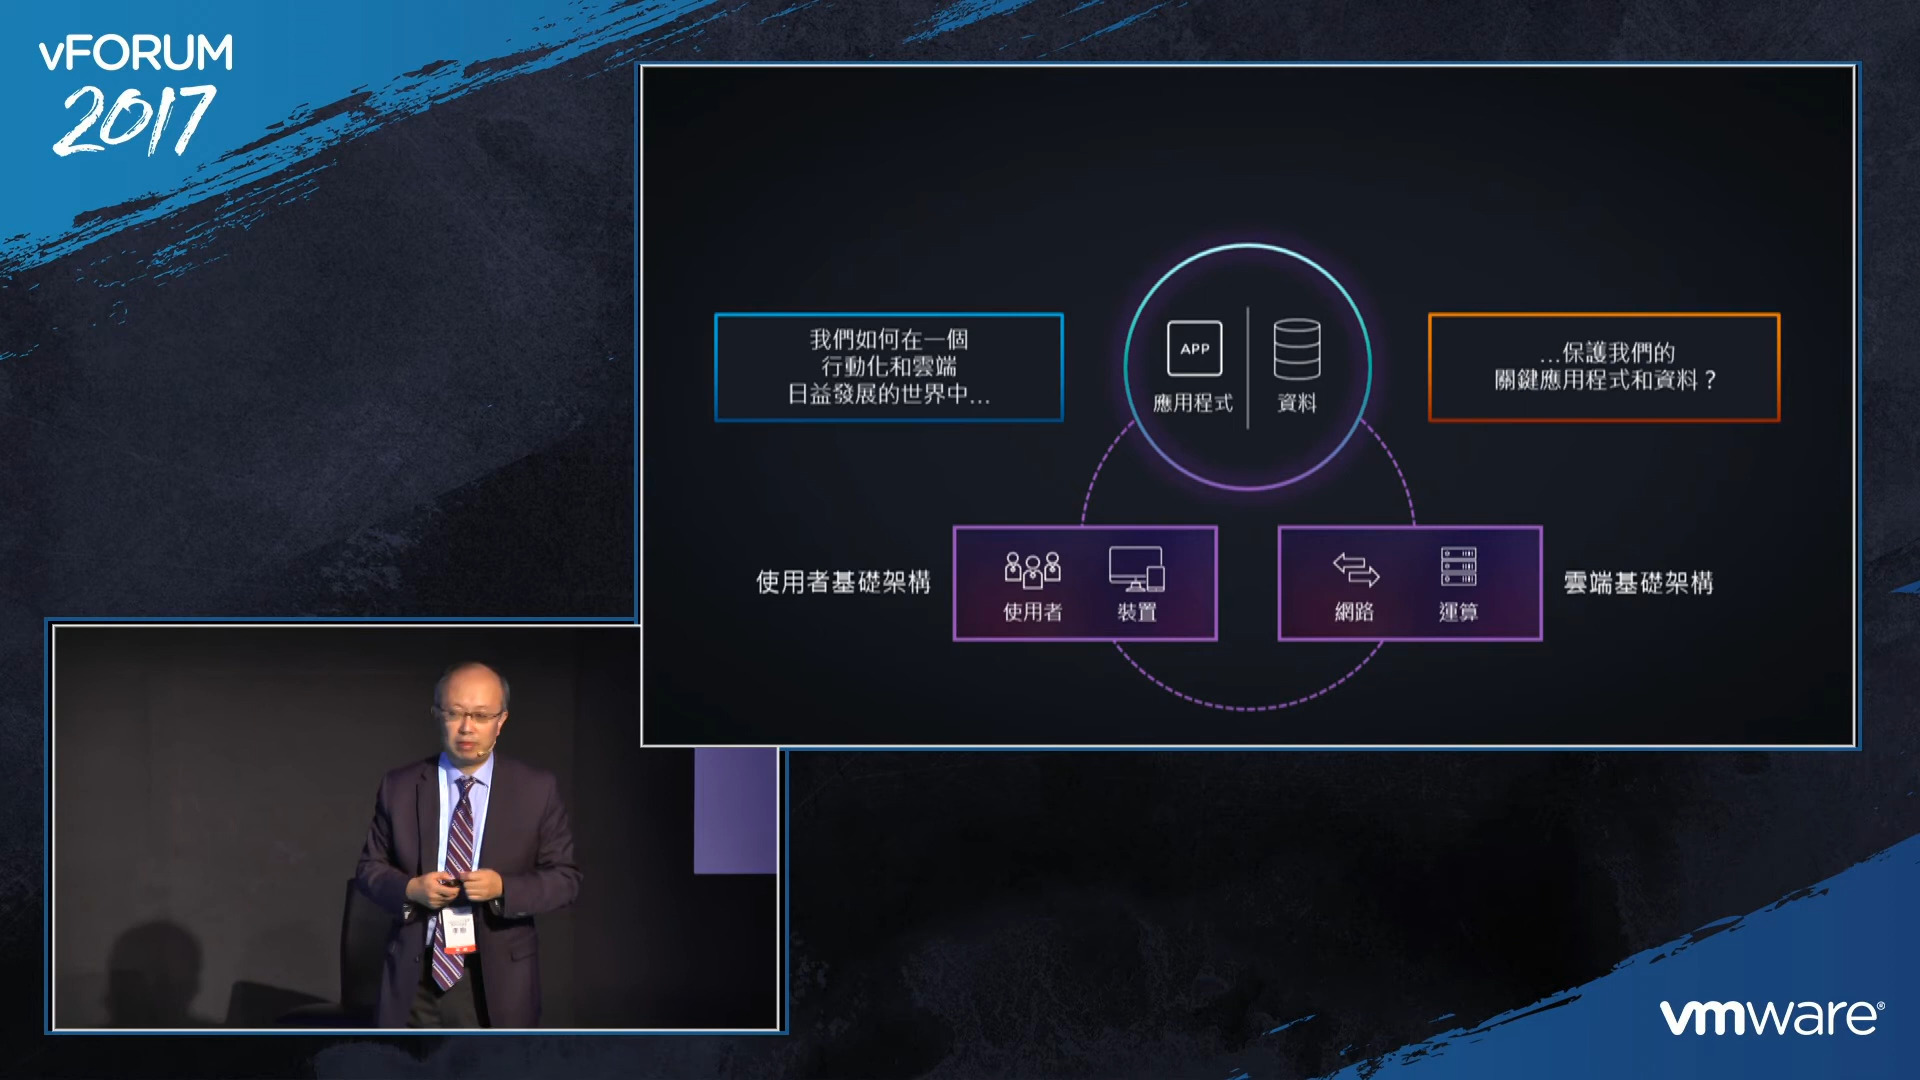 vFORUM
2017
我們如何在一個
行動化和雲端
日益發展的世界中...
APP
應用程式
資料
...保護我們的
關鍵應用程式和資料？
使用者基礎架構
使用者
裝置
網路
運算
雲端基礎架構
vmware®